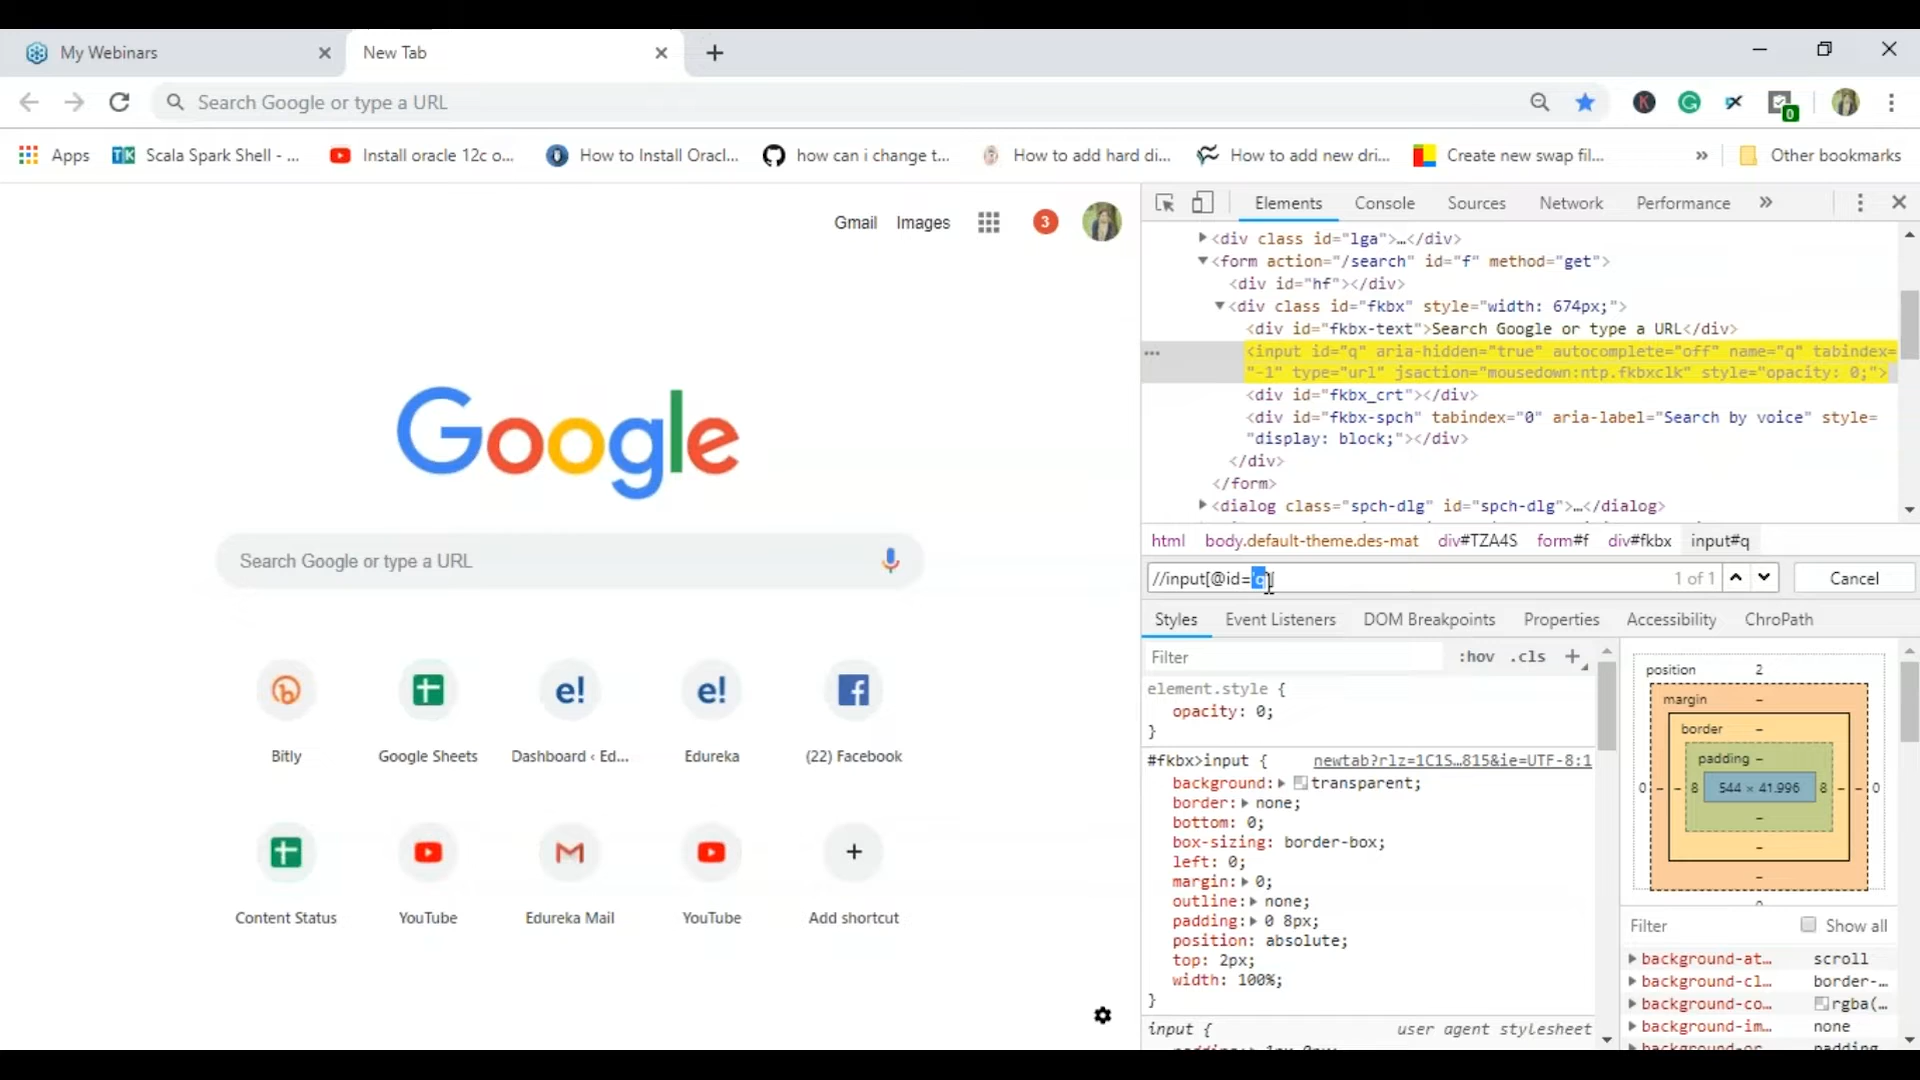 My Webinars
New Tab
Search Google or type a URL
K
G
0
Apps
TK Scala Spark Shell - ...
Install oracle 12c o...
How to Install Oracl...
how can i change t...
How to add hard di...
How to add new dri...
Create new swap fil...
»
Other bookmarks
Gmail
Images
3
Google
Search Google or type a URL
Bitly
Google Sheets
e!
Dashboard ‹ Ed...
e!
Edureka
(22) Facebook
Content Status
YouTube
Edureka Mail
YouTube
Add shortcut
Elements
Console
Sources
Network
Performance
»
<div class id="lga">…</div>
<form action="/search" id="f" method="get">
<div id="hf"></div>
<div class id="fkbx" style="width: 674px;">
<div id="fkbx-text">Search Google or type a URL</div>
<input id="q" aria-hidden="true" autocomplete="off" name="q" tabindex=
"-1" type="url" jsaction="mousedown:ntp.fkbxclk" style="opacity: 0;">
<div id="fkbx_crt"></div>
<div id="fkbx-spch" tabindex="0" aria-label="Search by voice" style=
"display: block;"></div>
</div>
</form>
<dialog class="spch-dlg" id="spch-dlg">…</dialog>
html body.default-theme.des-mat div#TZA4S form#f div#fkbx input#q
//input[@id='q']
1 of 1
Cancel
Styles
Event Listeners
DOM Breakpoints
Properties
Accessibility
ChroPath
Filter
:hov .cls +
element.style {
opacity: 0;
}
#fkbx>input { newtab?rlz=1C1S…815&ie=UTF-8:1
background: transparent;
border: none;
bottom: 0;
box-sizing: border-box;
left: 0;
margin: 0;
outline: none;
padding: 0 8px;
position: absolute;
top: 2px;
width: 100%;
}
input { user agent stylesheet
position 2
margin –
border –
padding –
0 – – 8 544 × 41.996 8 – – 0
–
–
–
Filter
Show all
background-at… scroll
background-cl… border-…
background-co… rgba(…
background-im… none